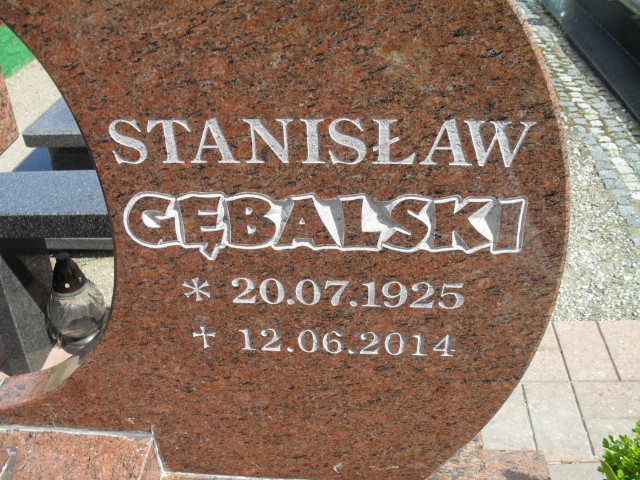 STANISŁAW
GĘBALSKI
* 20.07.1925
✝ 12.06.2014